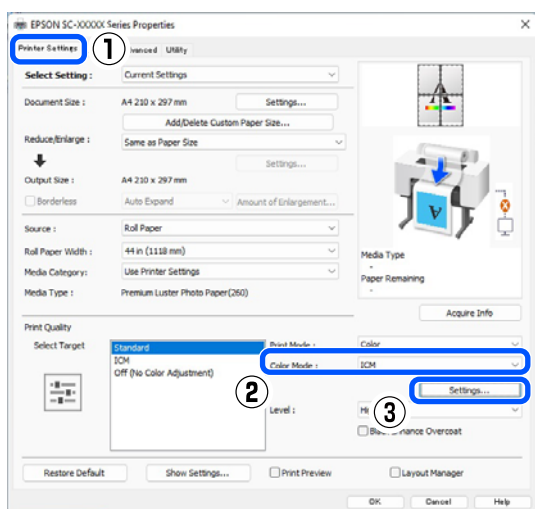 EPSON SC-XXXXX Series Properties
Printer Settings ① vanced Utility
Select Setting : Current Settings
Document Size : A4 210 x 297 mm Settings...
Add/Delete Custom Paper Size...
Reduce/Enlarge : Same as Paper Size
Settings...
Output Size : A4 210 x 297 mm
Borderless Auto Expand Amount of Enlargement...
Source : Roll Paper
Roll Paper Width : 44 in (1118 mm)
Media Category: Use Printer Settings
Media Type : Premium Luster Photo Paper(260)
Media Type
-
Paper Remaining
-
Acquire Info
Print Quality
Select Target
Standard
ICM
Off (No Color Adjustment)
Print Mode : Color
Color Mode : ICM
② Settings...
Level : ③
Restore Default Show Settings... Print Preview Layout Manager
OK Cancel Help